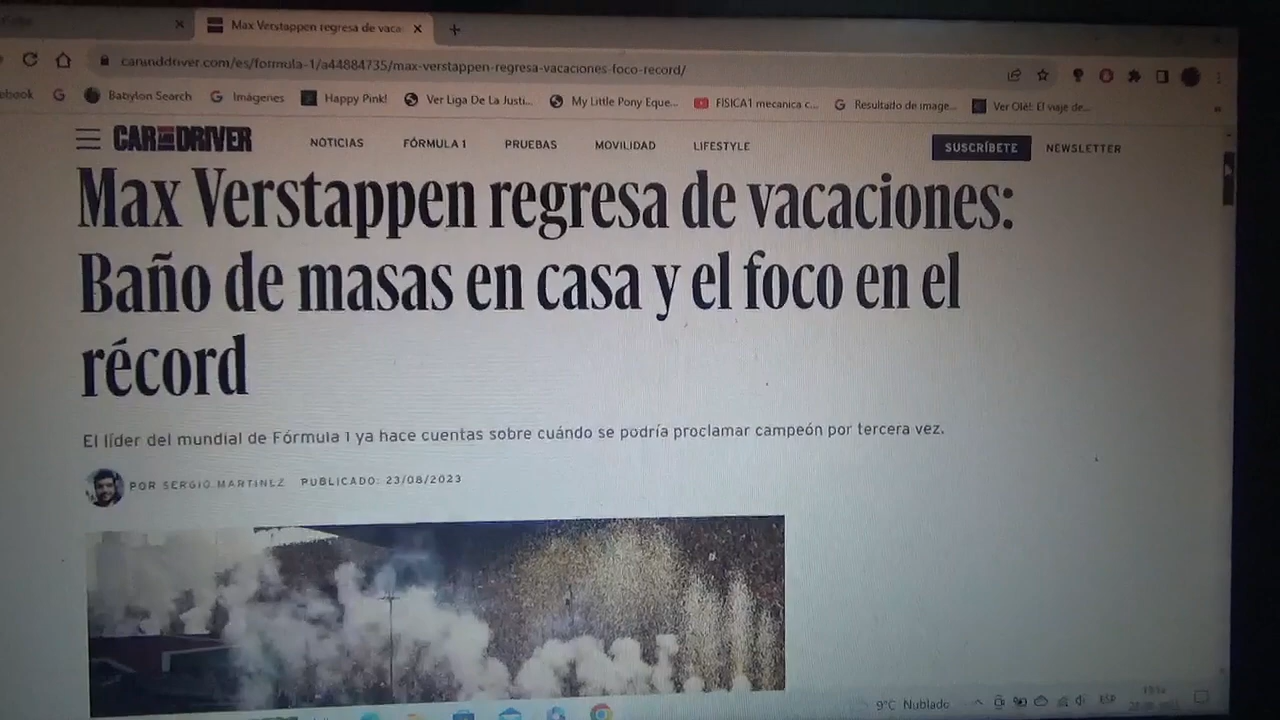 Max Verstappen regresa de vaca
caranddriver.com/es/formula-1/a44884735/max-verstappen-regresa-vacaciones-foco-record/
ebook
Babylon Search
Imágenes
Happy Pink!
Ver Liga De La Justi...
My Little Pony Eque...
FISICA1 mecanica c...
Resultado de image...
Ver Olé!: El viaje de...
CAR AND DRIVER
NOTICIAS
FÓRMULA 1
PRUEBAS
MOVILIDAD
LIFESTYLE
SUSCRÍBETE
NEWSLETTER
Max Verstappen regresa de vacaciones:
Baño de masas en casa y el foco en el
récord
El líder del mundial de Fórmula 1 ya hace cuentas sobre cuándo se podría proclamar campeón por tercera vez.
POR SERGIO MARTINEZ PUBLICADO: 23/08/2023
9°C Nublado
ESP